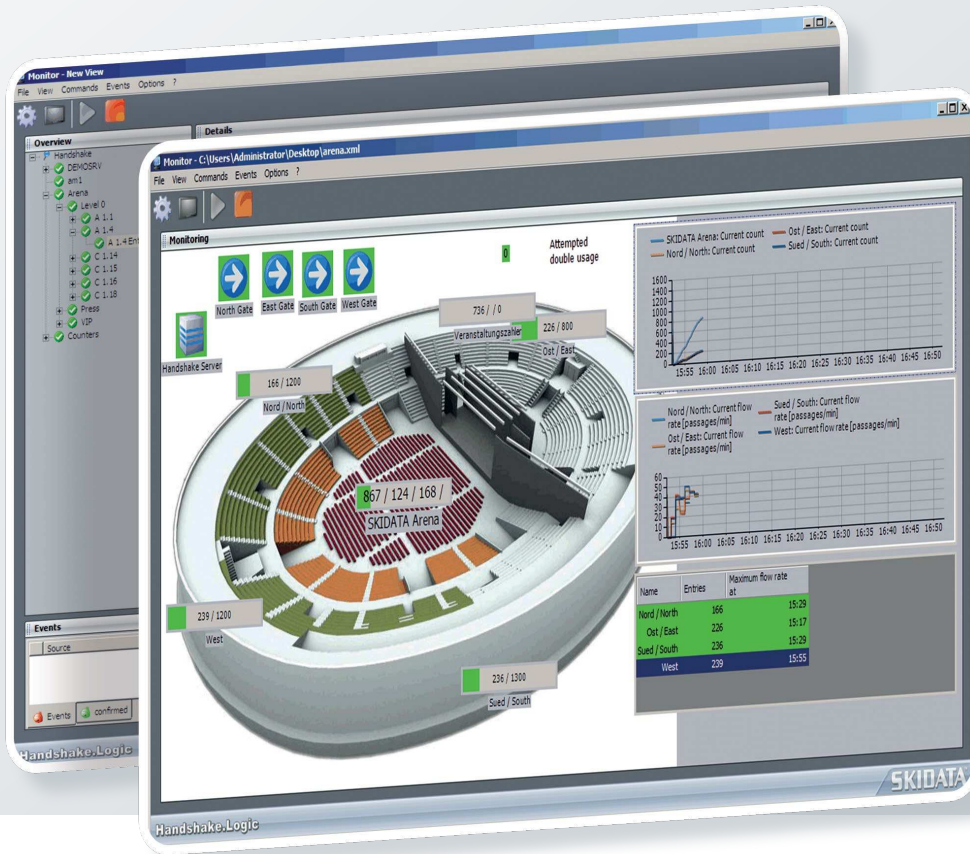 Monitor - New View
File View Commands Events Options ?
Overview
Details
Handshake
DEMOSRV
am1
Arena
Level 0
A 1.1
A 1.4
A 1.4 Ent
C 1.14
C 1.15
C 1.16
C 1.18
Press
VIP
Counters
Events
Source
Events
confirmed
Handshake.Logic
Monitor - C:\Users\Administrator\Desktop\arena.xml
File View Commands Events Options ?
Monitoring
North Gate
East Gate
South Gate
West Gate
0
Attempted
double usage
Handshake Server
736 / / 0
Veranstaltungszähler
226 / 800
Ost / East
166 / 1200
Nord / North
867 / 124 / 168 /
SKIDATA Arena
239 / 1200
West
236 / 1300
Sued / South
SKIDATA Arena: Current count
Ost / East: Current count
Nord / North: Current count
Sued / South: Current count
1600
1400
1200
1000
800
600
400
200
0
15:55 16:00 16:05 16:10 16:15 16:20 16:25 16:30 16:35 16:40 16:45 16:50
Nord / North: Current flow
rate [passages/min]
Sued / South: Current flow
rate [passages/min]
Ost / East: Current flow
rate [passages/min]
West: Current flow rate [passages/min]
60
50
40
30
20
10
0
15:55 16:00 16:05 16:10 16:15 16:20 16:25 16:30 16:35 16:40 16:45 16:50
Name Entries Maximum flow rate
at
Nord / North 166 15:29
Ost / East 226 15:17
Sued / South 236 15:29
West 239 15:55
SKIDATA
Handshake.Logic